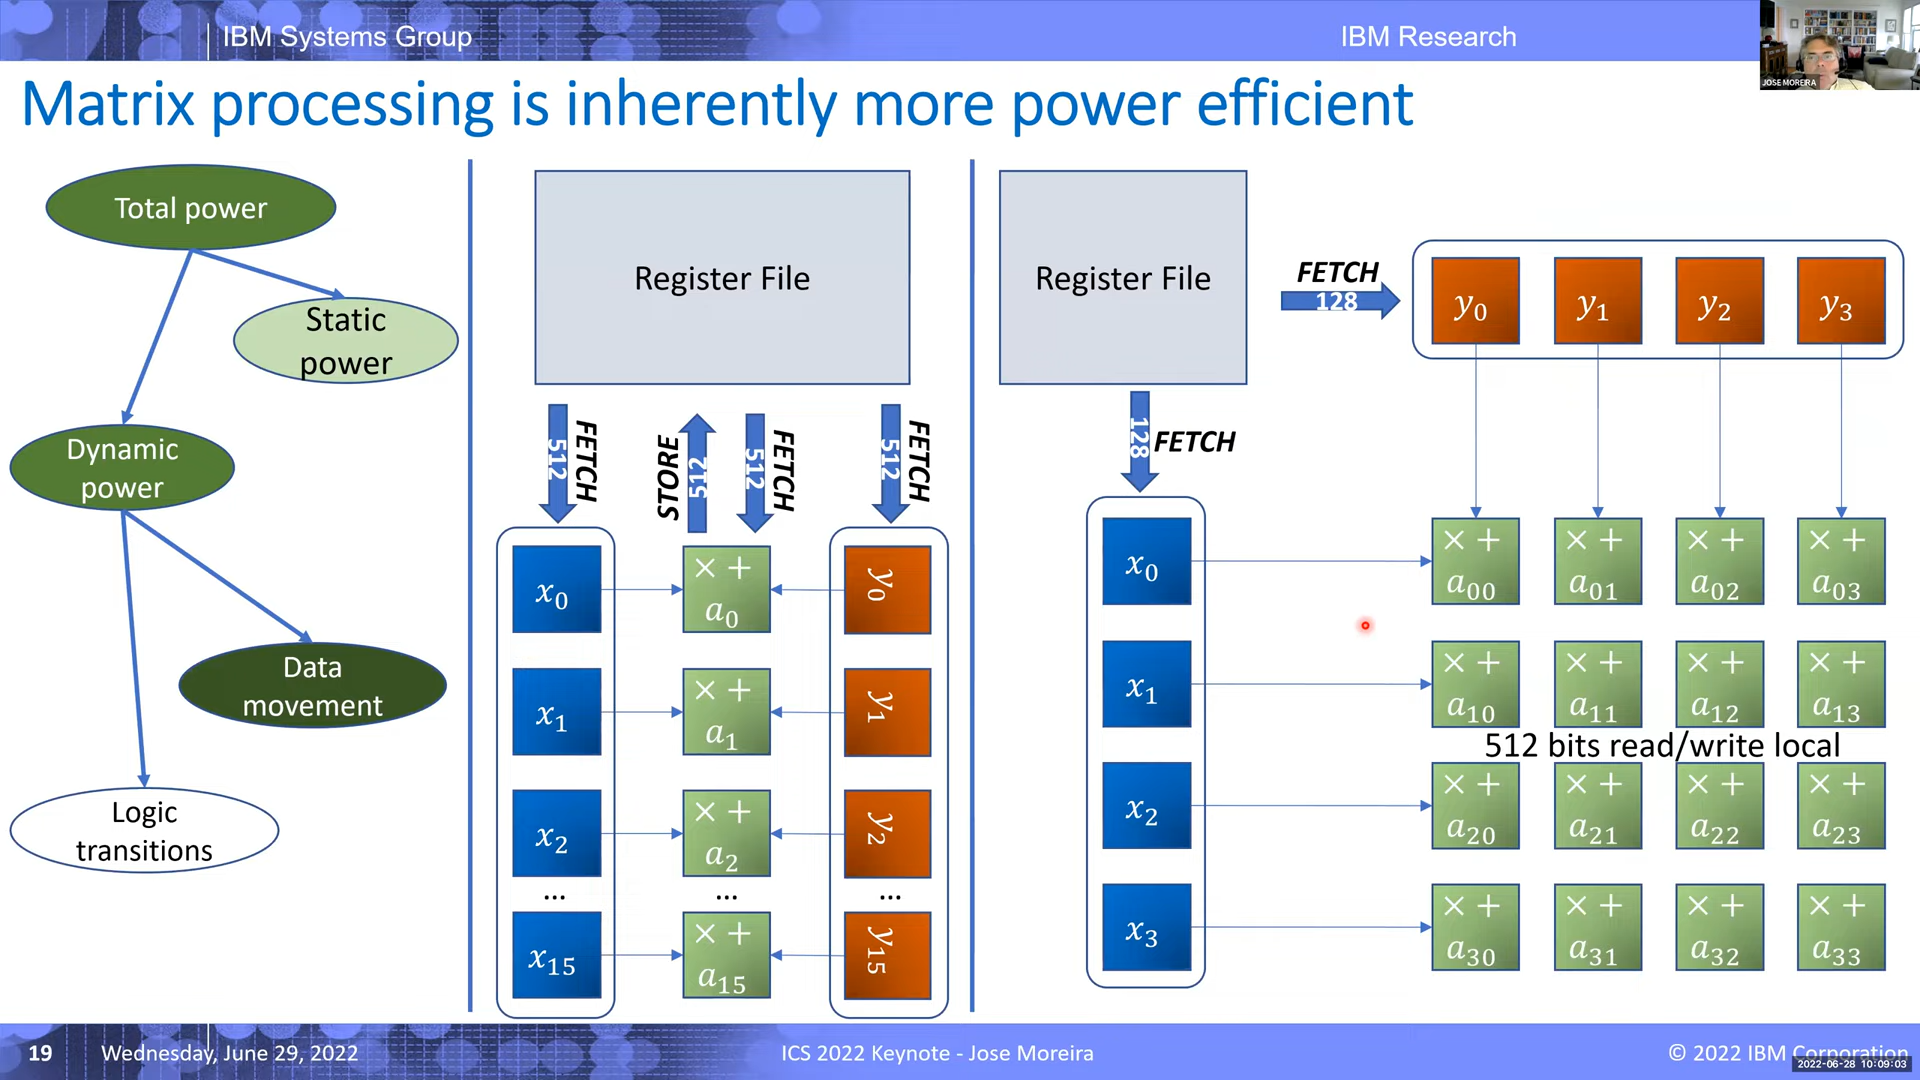 IBM Systems Group
IBM Research
JOSE MOREIRA
Matrix processing is inherently more power efficient
Total power
Static
power
Dynamic
power
Data
movement
Logic
transitions
Register File
512 FETCH
STORE 512
512 FETCH
512 FETCH
x₀
× +
a₀
y₀
x₁
× +
a₁
y₁
x₂
× +
a₂
y₂
... ... ...
x₁₅
× +
a₁₅
y₁₅
Register File
FETCH
128
y₀ y₁ y₂ y₃
128 FETCH
x₀
× + × + × + × +
a₀₀ a₀₁ a₀₂ a₀₃
x₁
× + × + × + × +
a₁₀ a₁₁ a₁₂ a₁₃
512 bits read/write local
x₂
× + × + × + × +
a₂₀ a₂₁ a₂₂ a₂₃
x₃
× + × + × + × +
a₃₀ a₃₁ a₃₂ a₃₃
19 Wednesday, June 29, 2022
ICS 2022 Keynote - Jose Moreira
© 2022 IBM Corporation
2022-06-28 10:09:03